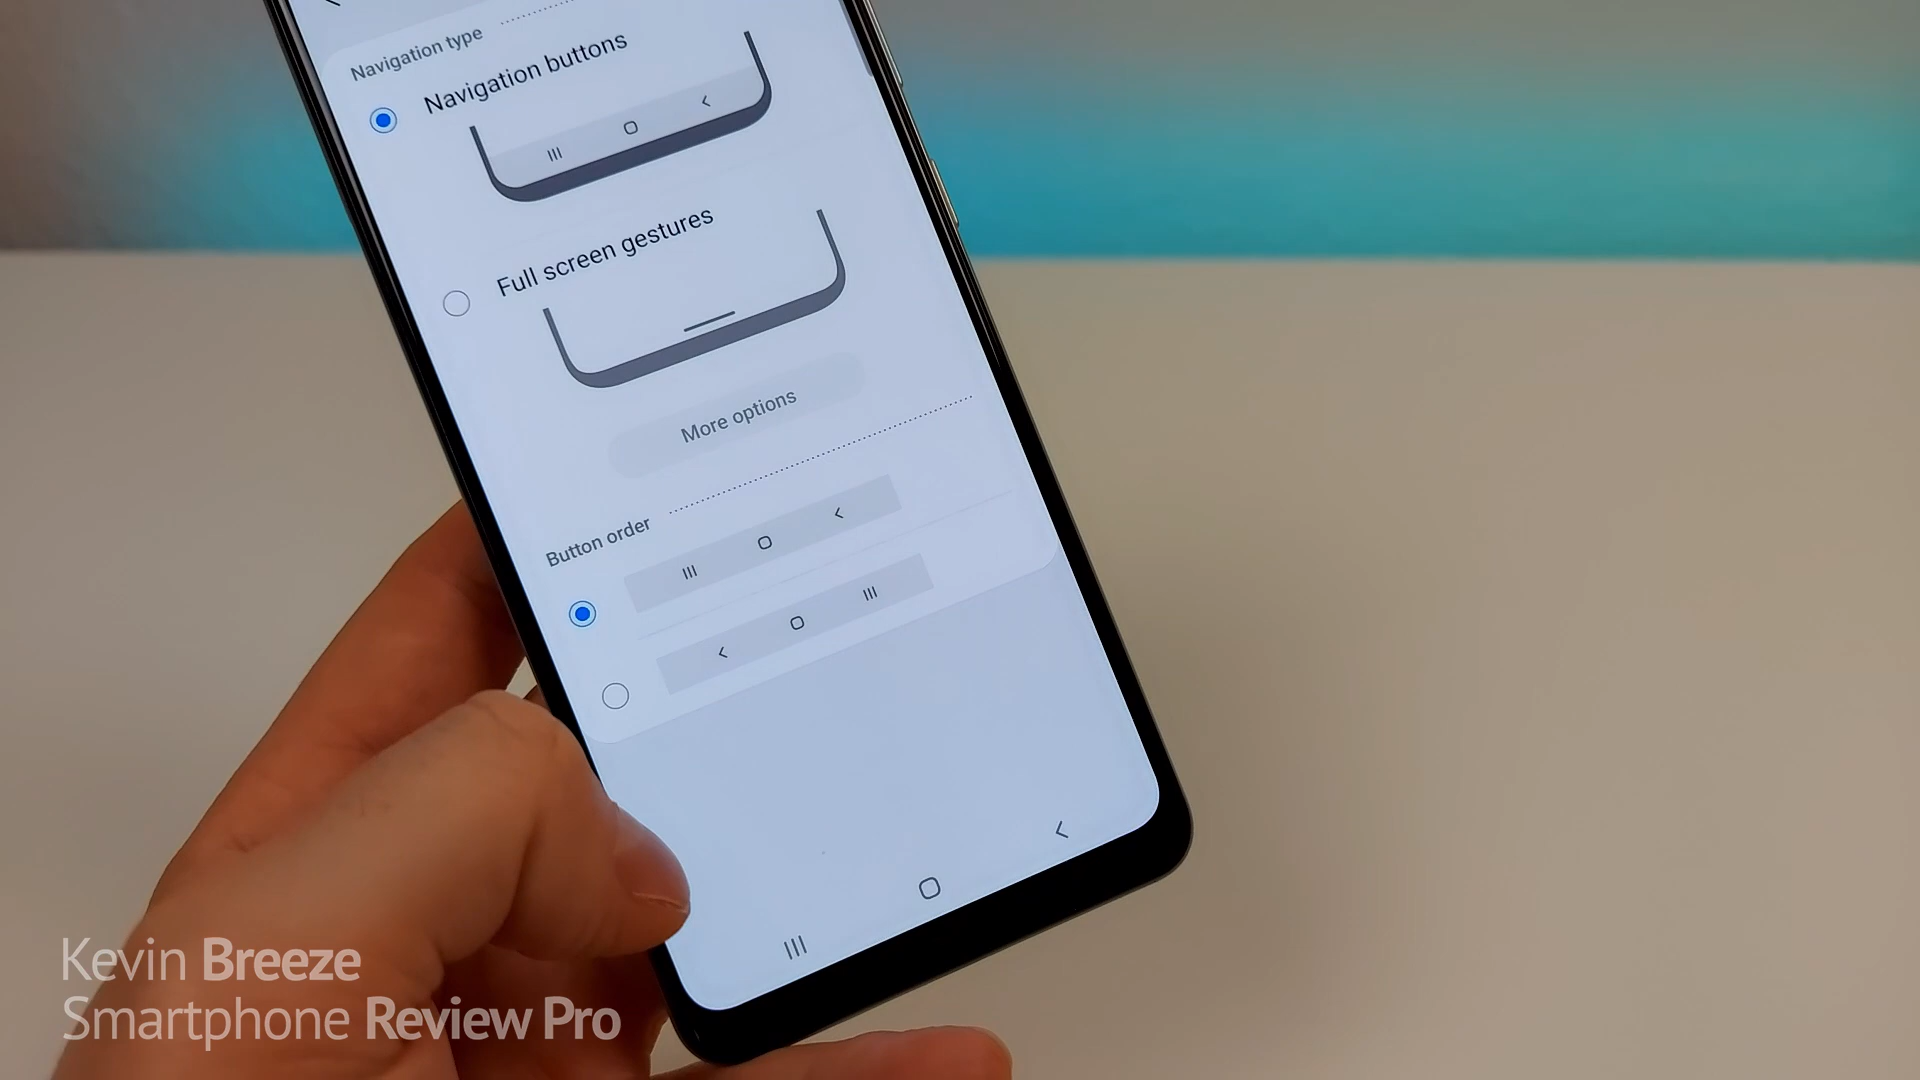 Navigation type
Navigation buttons
Full screen gestures
More options
Button order
Kevin Breeze
Smartphone Review Pro